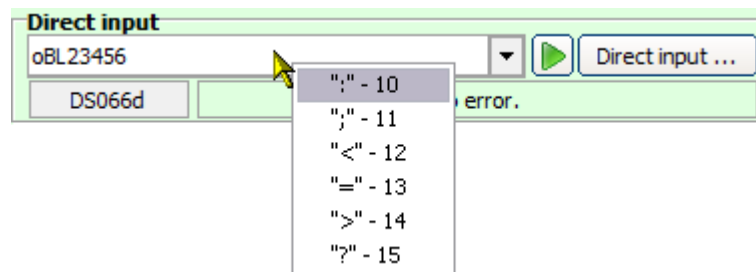 Direct input
oBL23456
Direct input ...
":" - 10
DS066d
error.
";" - 11
"<" - 12
"=" - 13
">" - 14
"?" - 15